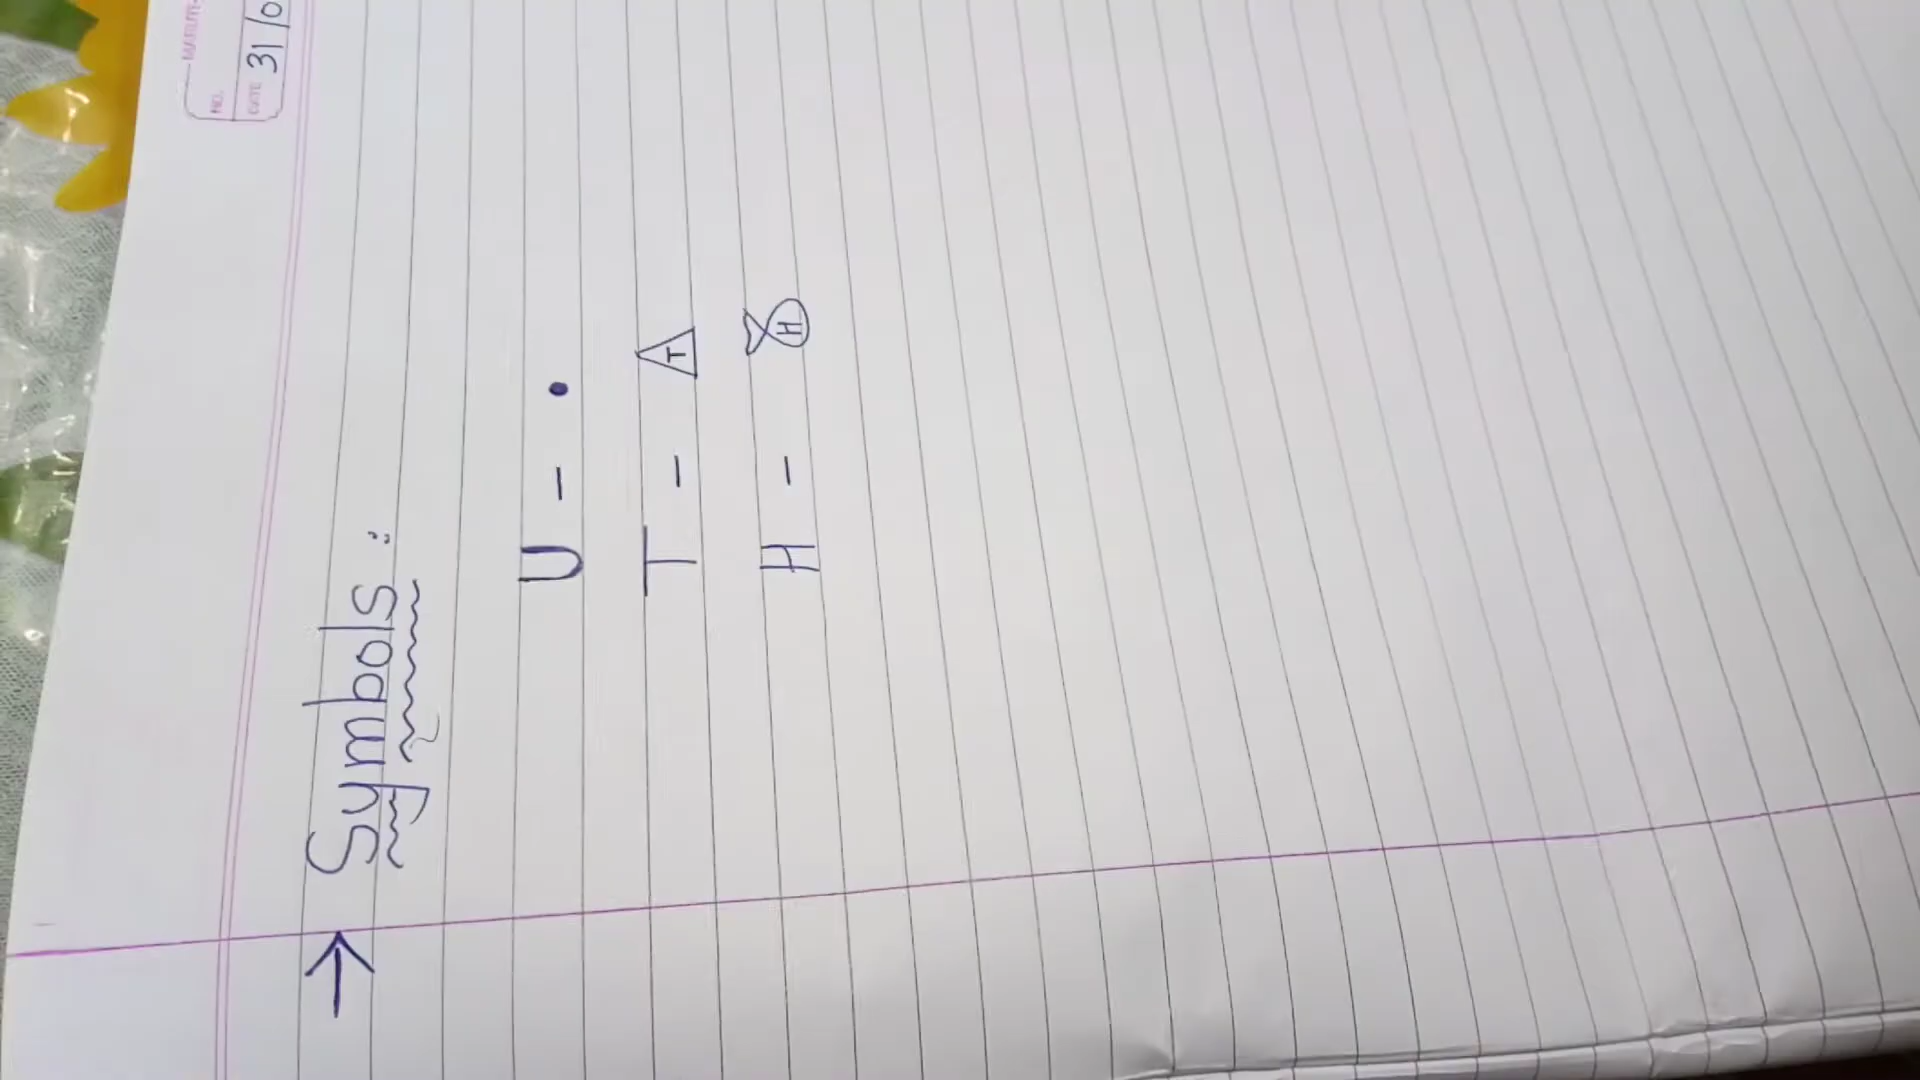 NO.
DATE 31/0
→ Symbols :
U - •
T - T
H - H